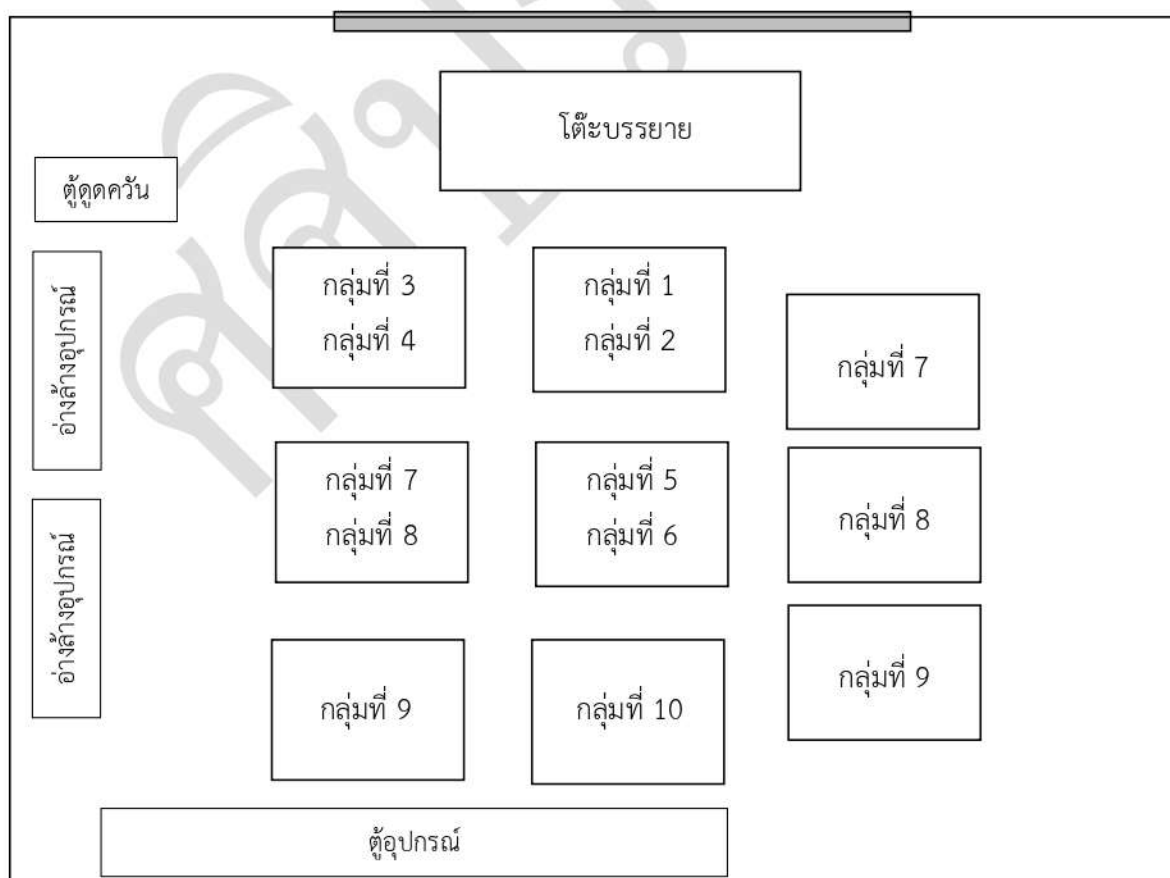 โต๊ะบรรยาย
ตู้ดูดควัน
อ่างล้างอุปกรณ์
กลุ่มที่ 3
กลุ่มที่ 4
กลุ่มที่ 1
กลุ่มที่ 2
กลุ่มที่ 7
กลุ่มที่ 7
กลุ่มที่ 8
กลุ่มที่ 5
กลุ่มที่ 6
กลุ่มที่ 8
อ่างล้างอุปกรณ์
กลุ่มที่ 9
กลุ่มที่ 10
กลุ่มที่ 9
ตู้อุปกรณ์